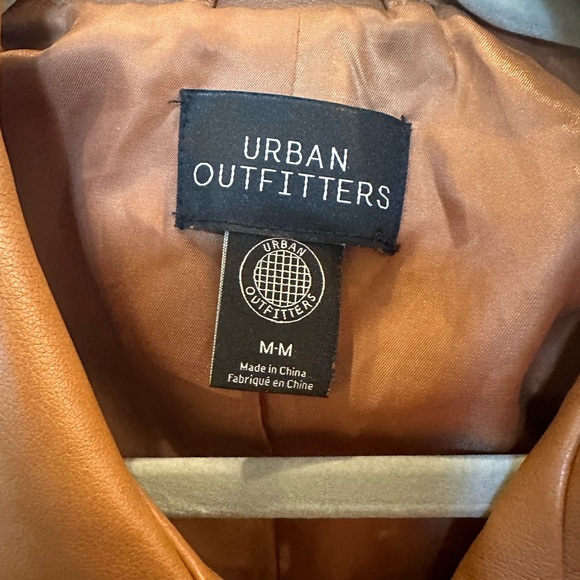 URBAN
OUTFITTERS
URBAN
OUTFITTERS
M-M
Made in China
Fabriqué en Chine